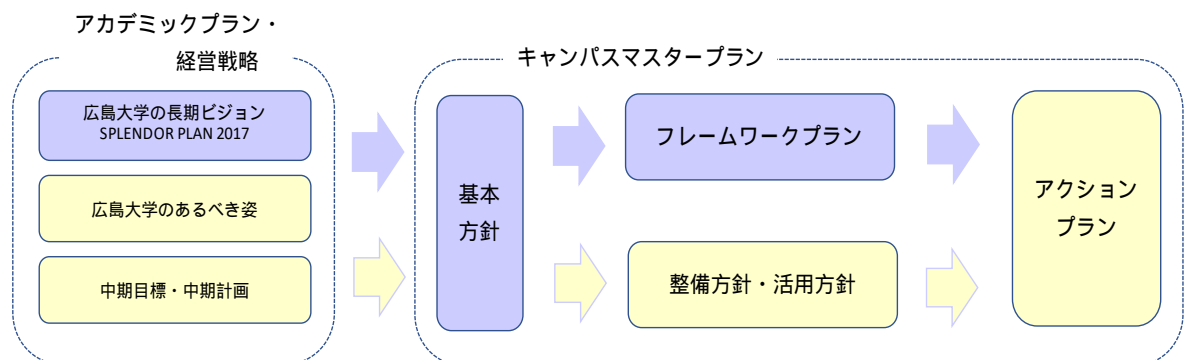 アカデミックプラン・
経営戦略
広島大学の長期ビジョン
SPLENDOR PLAN 2017
広島大学のあるべき姿
中期目標・中期計画
キャンパスマスタープラン
基本
方針
フレームワークプラン
整備方針・活用方針
アクション
プラン